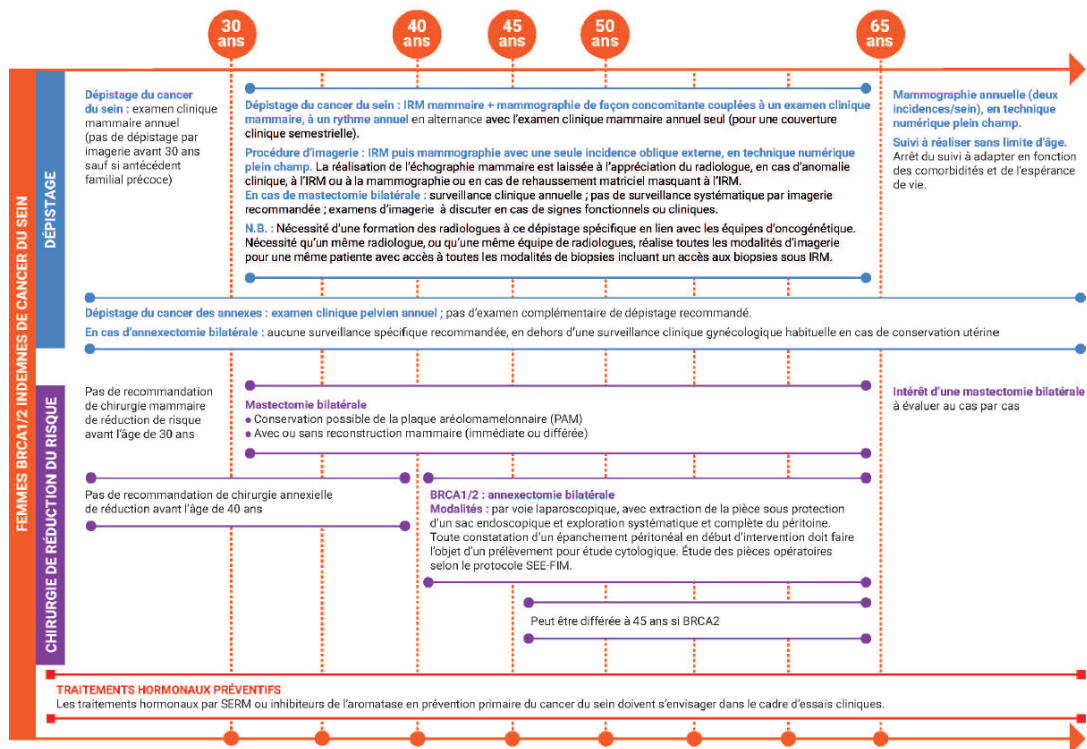 30
ans
40
ans
45
ans
50
ans
65
ans
FEMMES BRCA1/2 INDEMNES DE CANCER DU SEIN
DÉPISTAGE
Dépistage du cancer
du sein : examen clinique
mammaire annuel
(pas de dépistage par
imagerie avant 30 ans
sauf si antécédent
familial précoce)
Dépistage du cancer du sein : IRM mammaire + mammographie de façon concomitante couplées à un examen clinique
mammaire, à un rythme annuel en alternance avec l'examen clinique mammaire annuel seul (pour une couverture
clinique semestrielle).
Procédure d'imagerie : IRM puis mammographie avec une seule incidence oblique externe, en technique numérique
plein champ. La réalisation de l'échographie mammaire est laissée à l'appréciation du radiologue, en cas d'anomalie
clinique, à l'IRM ou à la mammographie ou en cas de rehaussement matriciel masquant à l'IRM.
En cas de mastectomie bilatérale : surveillance clinique annuelle ; pas de surveillance systématique par imagerie
recommandée ; examens d'imagerie à discuter en cas de signes fonctionnels ou cliniques.
N.B. : Nécessité d'une formation des radiologues à ce dépistage spécifique en lien avec les équipes d'oncogénétique.
Nécessité qu'un même radiologue, ou qu'une même équipe de radiologues, réalise toutes les modalités d'imagerie
pour une même patiente avec accès à toutes les modalités de biopsies incluant un accès aux biopsies sous IRM.
Mammographie annuelle (deux
incidences/sein), en technique
numérique plein champ.
Suivi à réaliser sans limite d'âge.
Arrêt du suivi à adapter en fonction
des comorbidités et de l'espérance
de vie.
Dépistage du cancer des annexes : examen clinique pelvien annuel ; pas d'examen complémentaire de dépistage recommandé.
En cas d'annexectomie bilatérale : aucune surveillance spécifique recommandée, en dehors d'une surveillance clinique gynécologique habituelle en cas de conservation utérine
CHIRURGIE DE RÉDUCTION DU RISQUE
Pas de recommandation
de chirurgie mammaire
de réduction de risque
avant l'âge de 30 ans
Mastectomie bilatérale
● Conservation possible de la plaque aréolomamelonnaire (PAM)
● Avec ou sans reconstruction mammaire (immédiate ou différée)
Intérêt d'une mastectomie bilatérale
à évaluer au cas par cas
Pas de recommandation de chirurgie annexielle
de réduction avant l'âge de 40 ans
BRCA1/2 : annexectomie bilatérale
Modalités : par voie laparoscopique, avec extraction de la pièce sous protection
d'un sac endoscopique et exploration systématique et complète du péritoine.
Toute constatation d'un épanchement péritonéal en début d'intervention doit faire
l'objet d'un prélèvement pour étude cytologique. Étude des pièces opératoires
selon le protocole SEE-FIM.
Peut être différée à 45 ans si BRCA2
TRAITEMENTS HORMONAUX PRÉVENTIFS
Les traitements hormonaux par SERM ou inhibiteurs de l'aromatase en prévention primaire du cancer du sein doivent s'envisager dans le cadre d'essais cliniques.